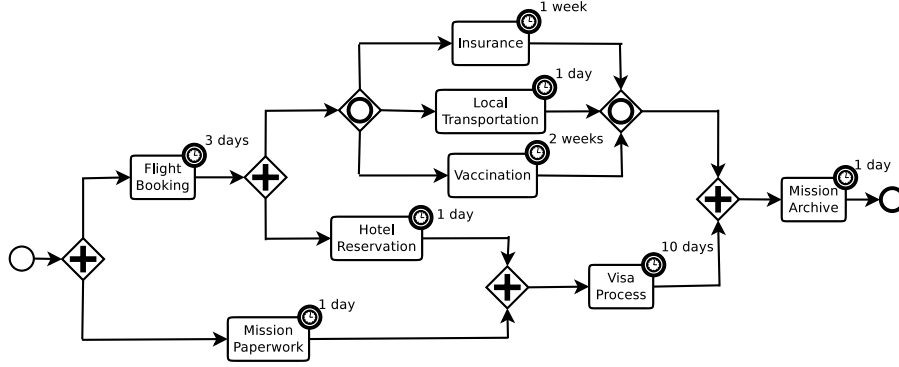 1 week
Insurance
1 day
Local
Transportation
2 weeks
3 days
Flight
Booking
Vaccination
1 day
Mission
Archive
1 day
Hotel
Reservation
10 days
Visa
Process
1 day
Mission
Paperwork